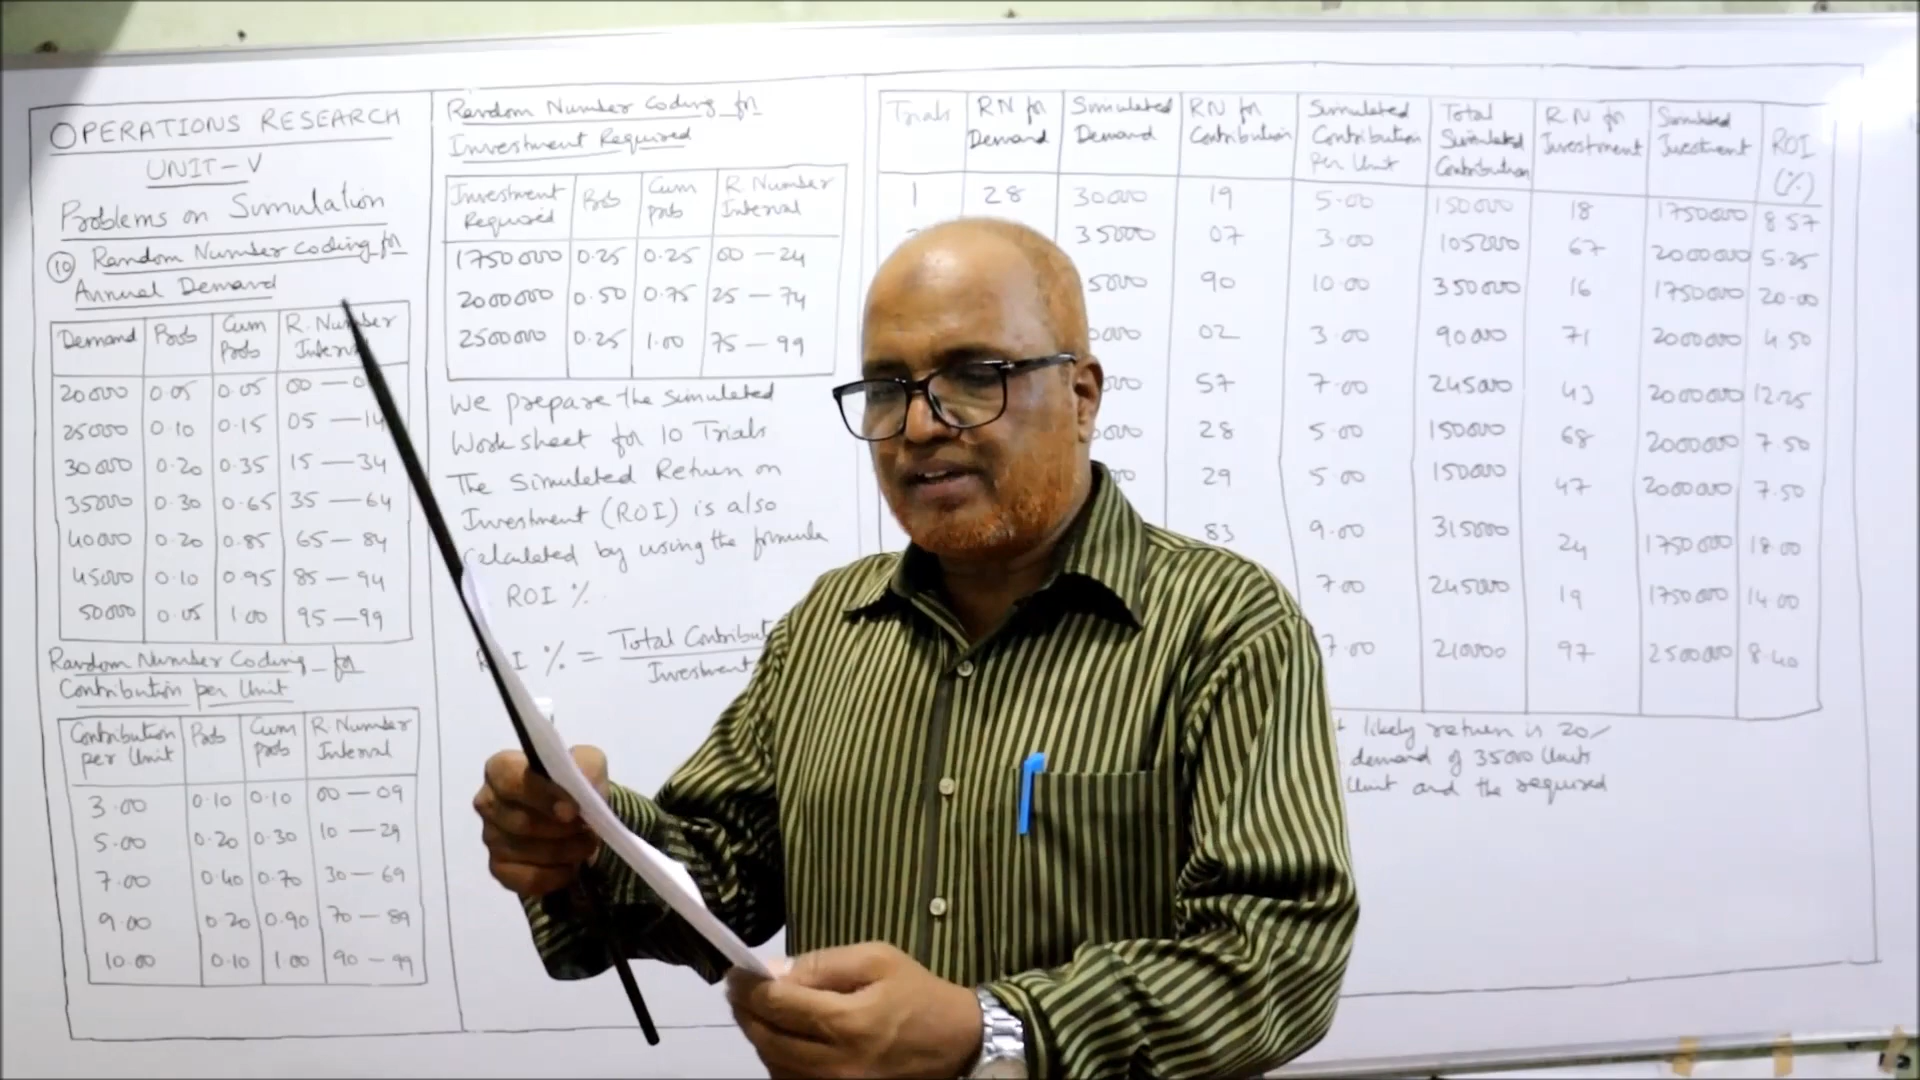 OPERATIONS RESEARCH
UNIT-V
Problems on Simulation
10 Random Number Coding for
Annual Demand
Demand Prob Cum Prob R. Number
20000 0.05 0.05 00 — 0
25000 0.10 0.15 05 — 14
30000 0.20 0.35 15 — 34
35000 0.30 0.65 35 — 64
40000 0.20 0.85 65 — 84
45000 0.10 0.95 85 — 94
50000 0.05 1.00 95 — 99
Random Number Coding for
Contribution per Unit
Contribution per Unit Prob Cum prob R. Number Interval
3.00 0.10 0.10 00 — 09
5.00 0.20 0.30 10 — 29
7.00 0.40 0.70 30 — 69
9.00 0.20 0.90 70 — 89
10.00 0.10 1.00 90 — 99
Random Number Coding for
Investment Required
Investment Required Prob Cum prob R. Number Interval
1750000 0.25 0.25 00 — 24
2000000 0.50 0.75 25 — 74
2500000 0.25 1.00 75 — 99
We prepare the simulated
Work sheet for 10 Trials
The Simulated Return on
Investment (ROI) is also
Calculated by using the formula
ROI %
I % = Total Contribut
Investment
Trials RN for Demand Simulated Demand RN for Contribution Simulated Contribution Per Unit Total Simulated Contribution RN for Investment Simulated Investment ROI (%)
1 28 30000 19 5.00 150000 18 1750000 8.57
35000 07 3.00 105000 67 2000000 5.25
5000 90 10.00 350000 16 1750000 20.00
0000 02 3.00 90000 71 2000000 4.50
000 57 7.00 245000 43 2000000 12.25
000 28 5.00 150000 68 2000000 7.50
29 5.00 150000 47 2000000 7.50
83 9.00 315000 24 1750000 18.00
7.00 245000 19 1750000 14.00
7.00 210000 97 2500000 8.40
likely return is 20%
demand of 35000 Units
Unit and the required